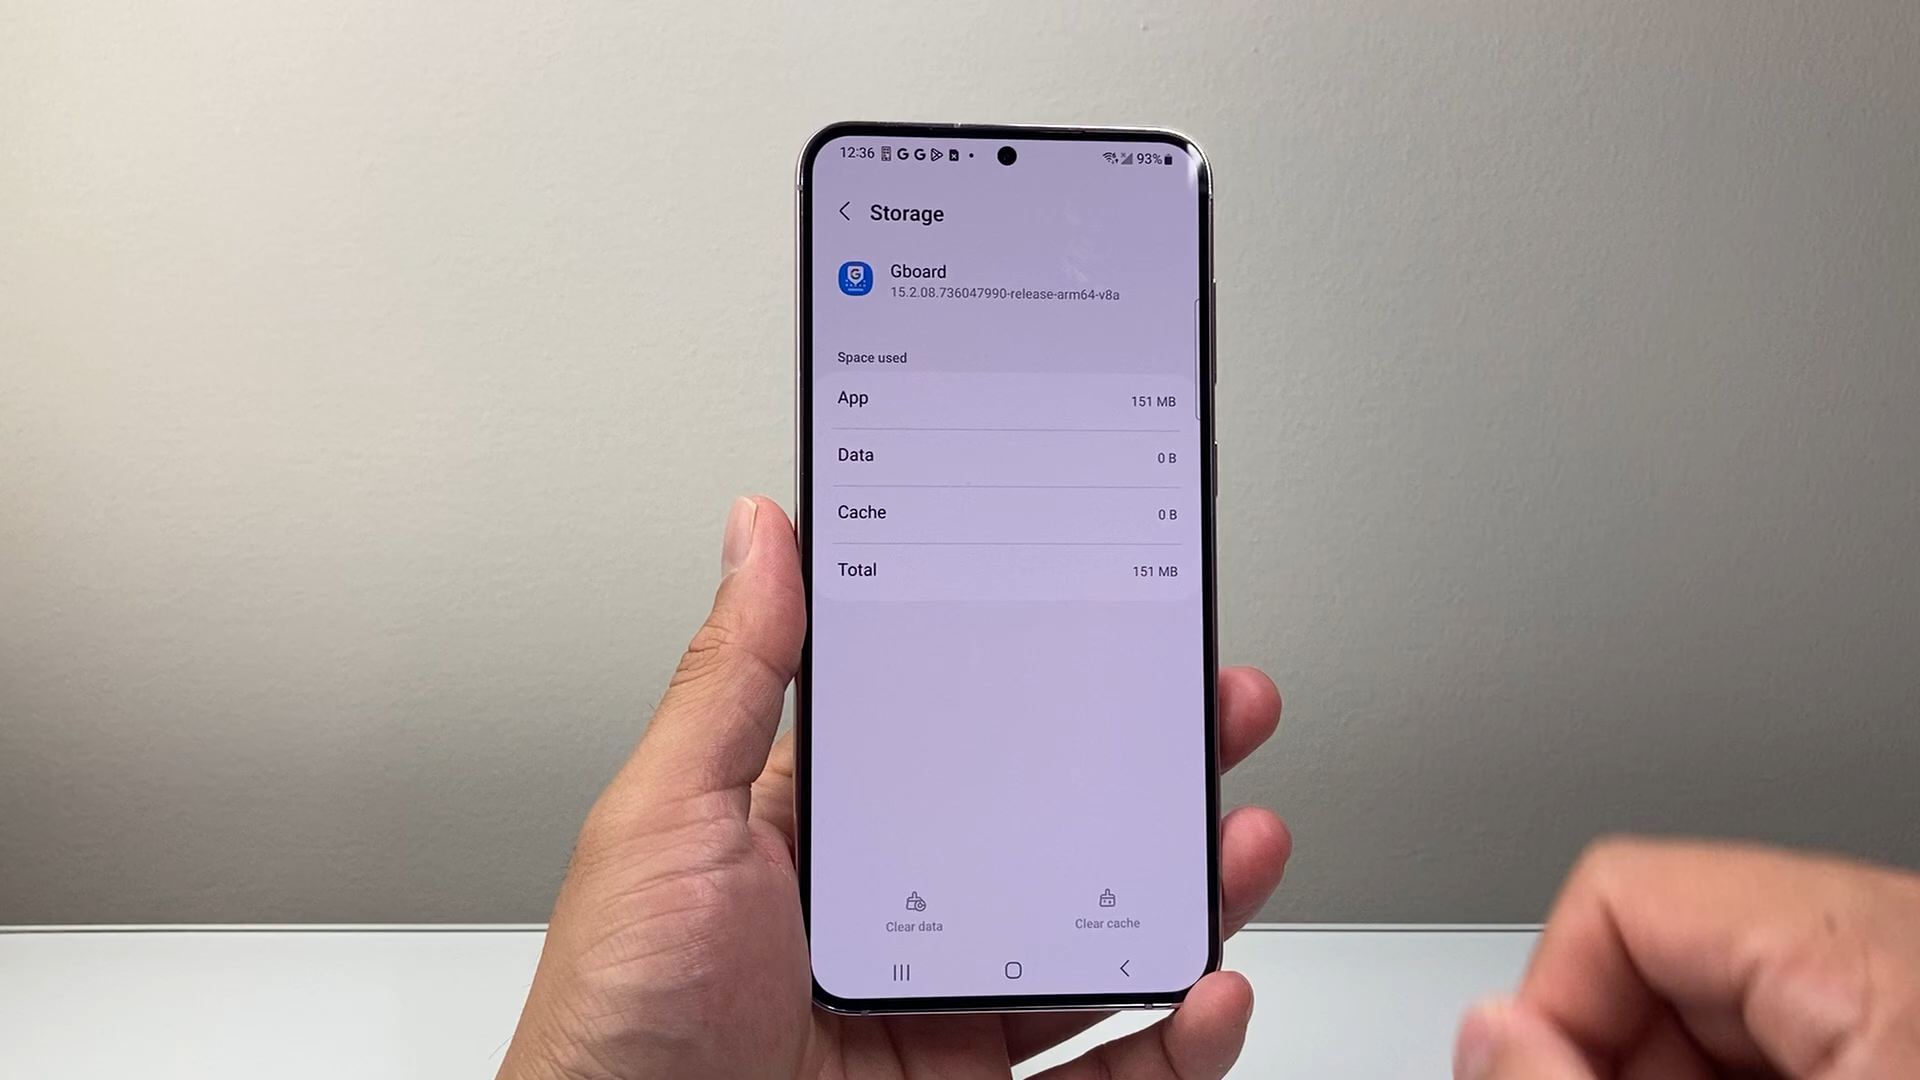 12:36 G G 93%
Storage
Gboard
15.2.08.736047990-release-arm64-v8a
Space used
App 151 MB
Data 0 B
Cache 0 B
Total 151 MB
Clear data Clear cache